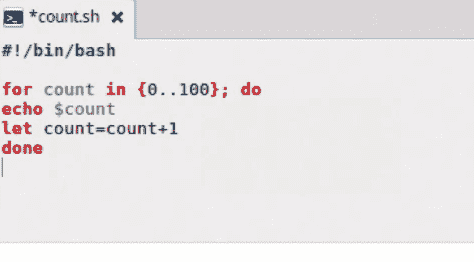 *count.sh
#!/bin/bash
for count in {0..100}; do
echo $count
let count=count+1
done